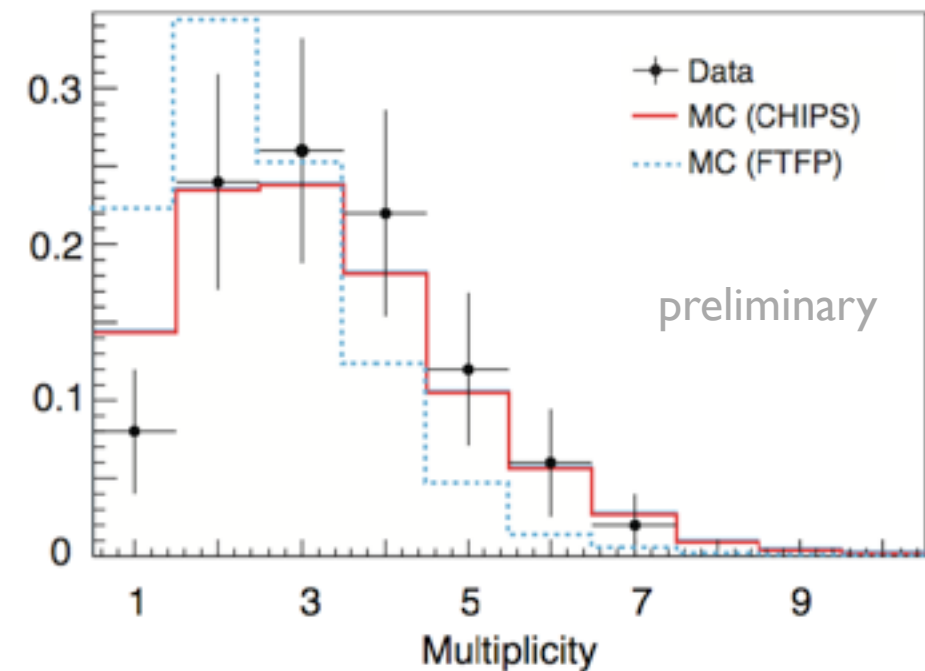 0.3
0.2
0.1
0
Data
MC (CHIPS)
MC (FTFP)
preliminary
1 3 5 7 9
Multiplicity